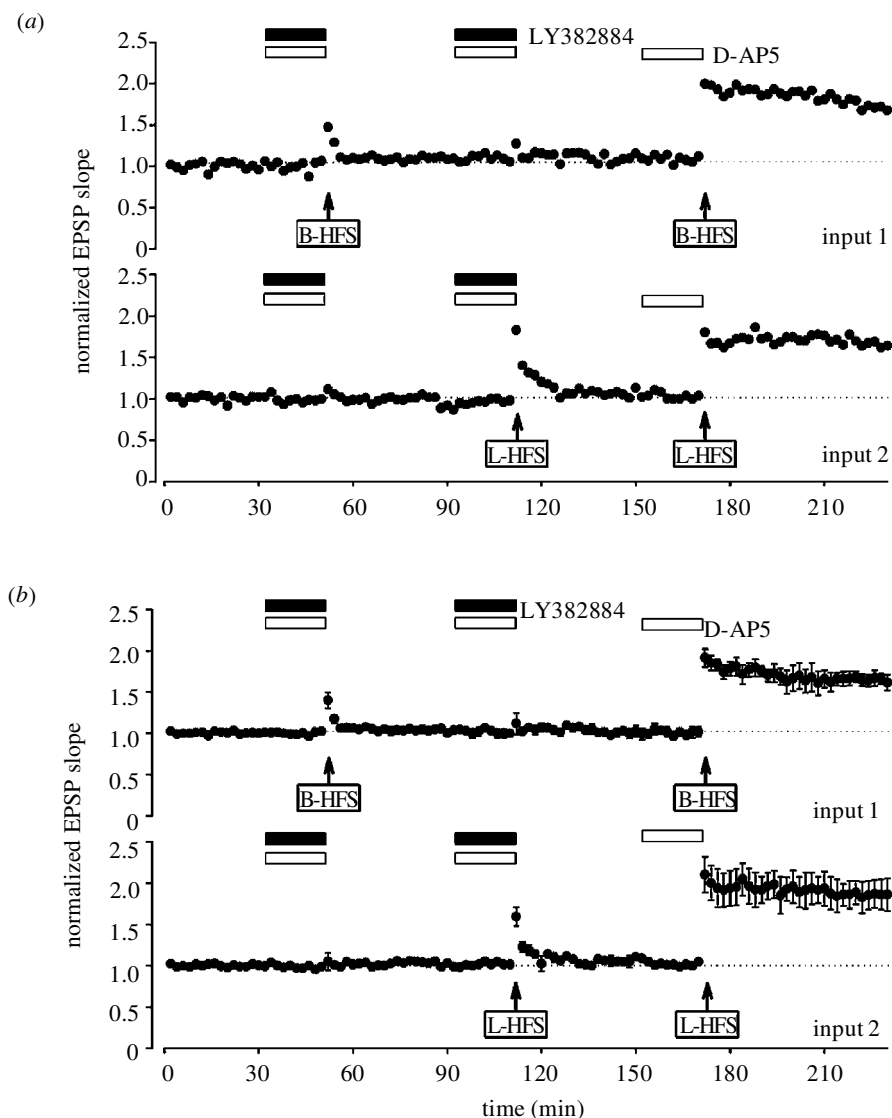 (a)
LY382884
D-AP5
2.5
2.0
1.5
1.0
0.5
0
B-HFS
B-HFS
input 1
normalized EPSP slope
2.5
2.0
1.5
1.0
0.5
0
L-HFS
L-HFS
input 2
0 30 60 90 120 150 180 210
(b)
LY382884
D-AP5
2.5
2.0
1.5
1.0
0.5
0
B-HFS
B-HFS
input 1
normalized EPSP slope
2.5
2.0
1.5
1.0
0.5
0
L-HFS
L-HFS
input 2
0 30 60 90 120 150 180 210
time (min)